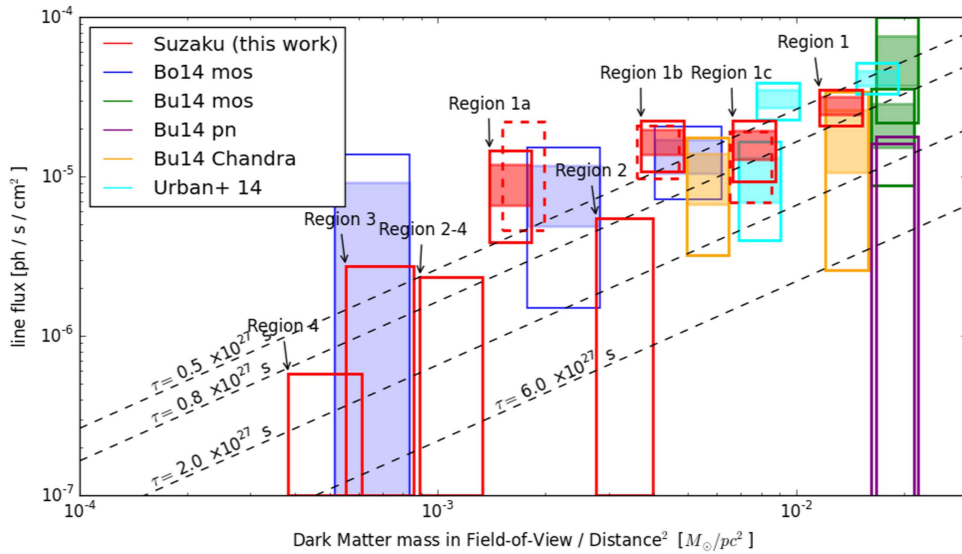 10⁻⁴
Suzaku (this work)
Bo14 mos
Bu14 mos
Bu14 pn
Bu14 Chandra
Urban+ 14
Region 1
Region 1b
Region 1c
Region 1a
Region 2
Region 3
Region 2-4
Region 4
τ= 0.5 ×10²⁷ s
τ= 0.8 ×10²⁷ s
τ= 2.0 ×10²⁷ s
τ= 6.0 ×10²⁷ s
10⁻⁵
10⁻⁶
10⁻⁷
line flux [ph / s / cm²]
10⁻⁴
10⁻³
10⁻²
Dark Matter mass in Field-of-View / Distance² [M☉/pc²]